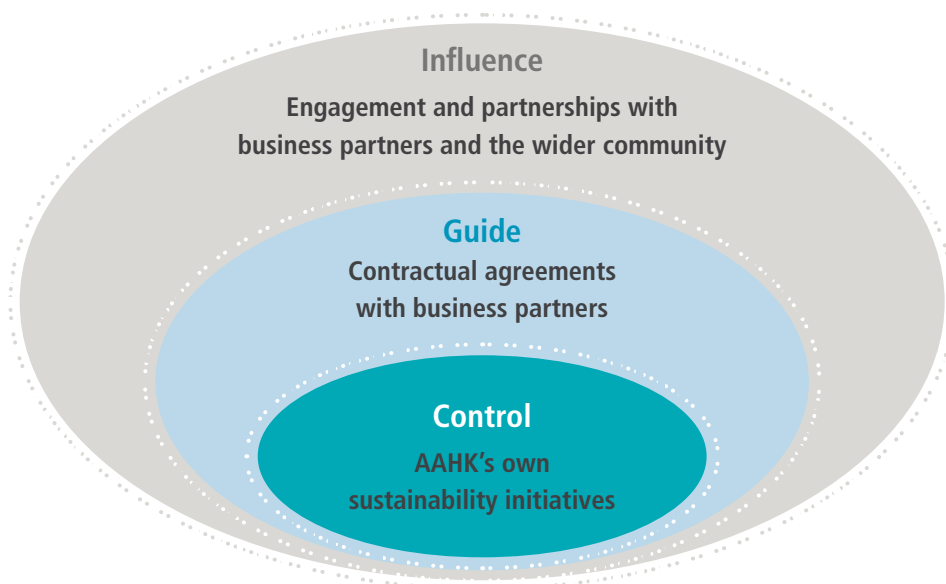 Influence
Engagement and partnerships with
business partners and the wider community
Guide
Contractual agreements
with business partners
Control
AAHK’s own
sustainability initiatives